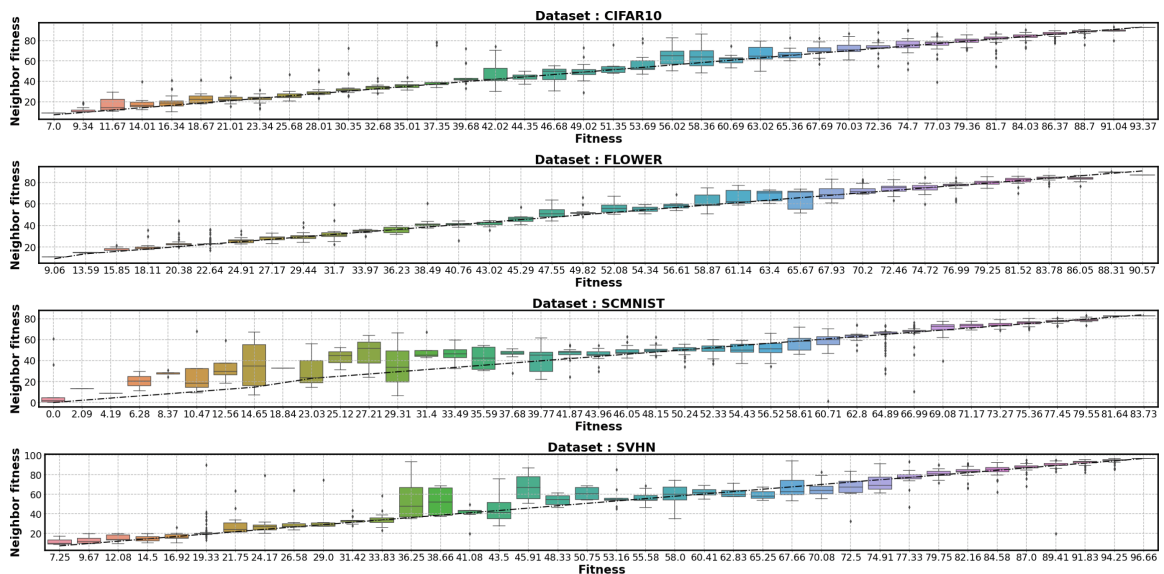 Dataset : CIFAR10
Neighbor fitness
80
60
40
20
7.0 9.34 11.67 14.01 16.34 18.67 21.01 23.34 25.68 28.01 30.35 32.68 35.01 37.35 39.68 42.02 44.35 46.68 49.02 51.35 53.69 56.02 58.36 60.69 63.02 65.36 67.69 70.03 72.36 74.7 77.03 79.36 81.7 84.03 86.37 88.7 91.04 93.37
Fitness
Dataset : FLOWER
Neighbor fitness
80
60
40
20
9.06 13.59 15.85 18.11 20.38 22.64 24.91 27.17 29.44 31.7 33.97 36.23 38.49 40.76 43.02 45.29 47.55 49.82 52.08 54.34 56.61 58.87 61.14 63.4 65.67 67.93 70.2 72.46 74.72 76.99 79.25 81.52 83.78 86.05 88.31 90.57
Fitness
Dataset : SCMNIST
Neighbor fitness
80
60
40
20
0
0.0 2.09 4.19 6.28 8.37 10.47 12.56 14.65 18.84 23.03 25.12 27.21 29.31 31.4 33.49 35.59 37.68 39.77 41.87 43.96 46.05 48.15 50.24 52.33 54.43 56.52 58.61 60.71 62.8 64.89 66.99 69.08 71.17 73.27 75.36 77.45 79.55 81.64 83.73
Fitness
Dataset : SVHN
Neighbor fitness
100
80
60
40
20
7.25 9.67 12.08 14.5 16.92 19.33 21.75 24.17 26.58 29.0 31.42 33.83 36.25 38.66 41.08 43.5 45.91 48.33 50.75 53.16 55.58 58.0 60.41 62.83 65.25 67.66 70.08 72.5 74.91 77.33 79.75 82.16 84.58 87.0 89.41 91.83 94.25 96.66
Fitness